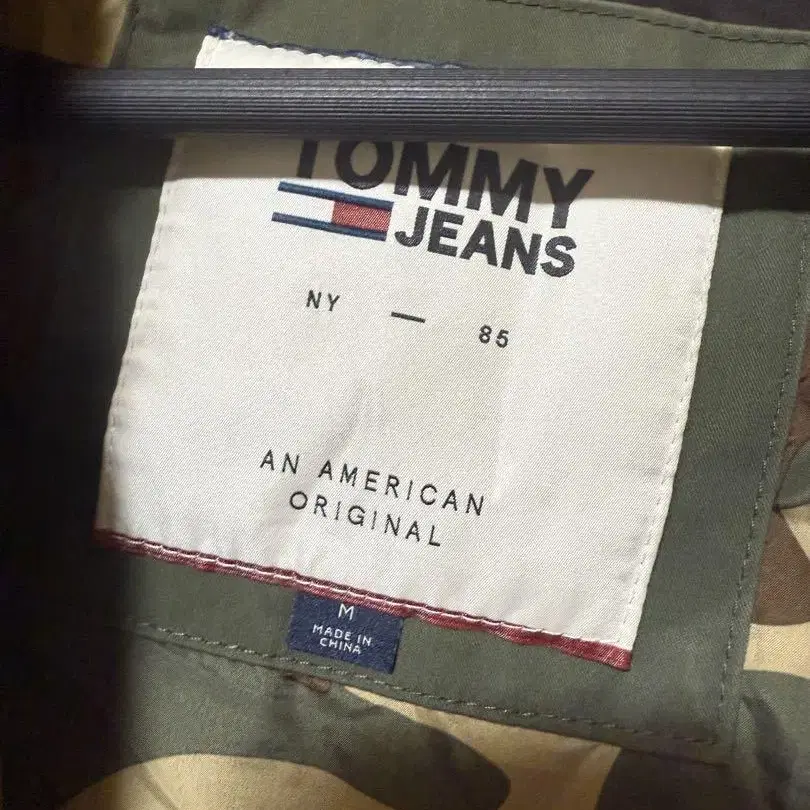 TOMMY
JEANS
NY — 85
AN AMERICAN
ORIGINAL
M
MADE IN
CHINA